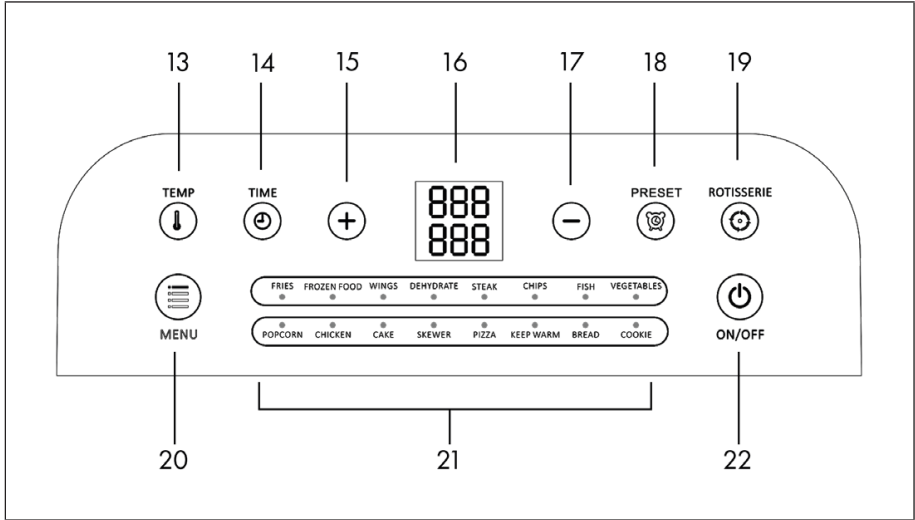 13 14 15 16 17 18 19
TEMP TIME PRESET ROTISSERIE
888
888
FRIES FROZEN FOOD WINGS DEHYDRATE STEAK CHIPS FISH VEGETABLES
POPCORN CHICKEN CAKE SKEWER PIZZA KEEP WARM BREAD COOKIE
MENU ON/OFF
20 21 22